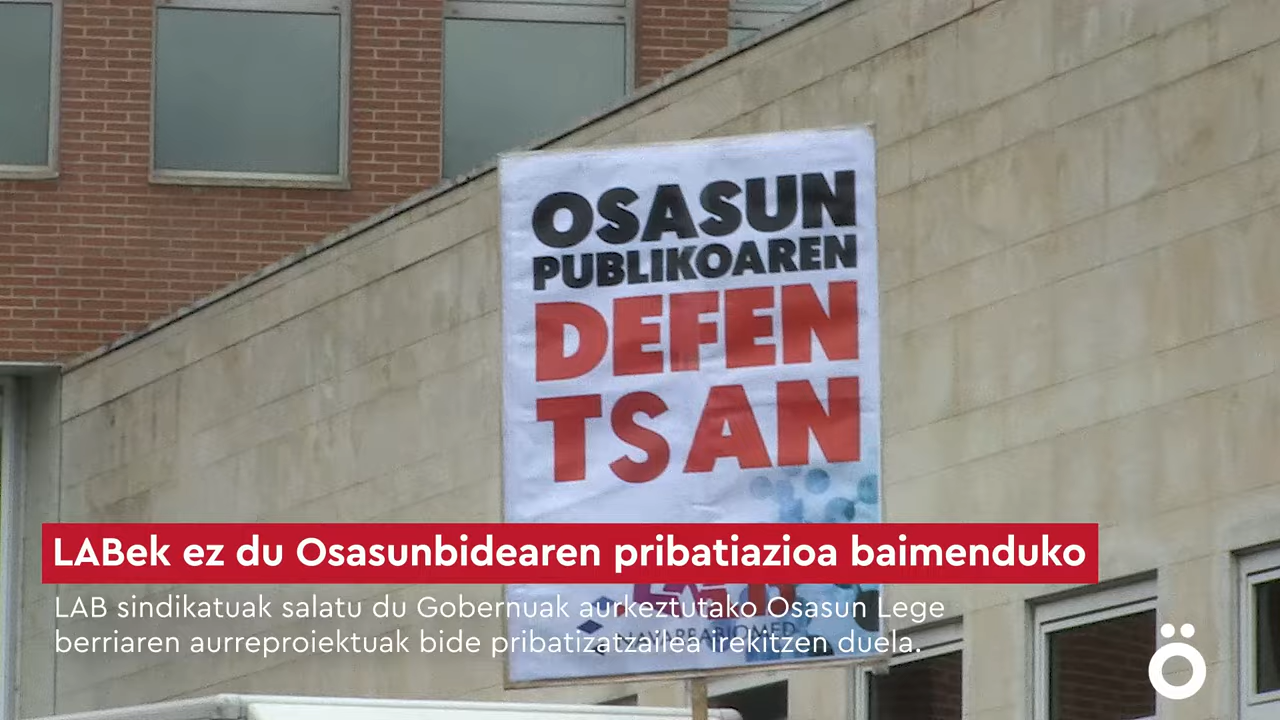 OSASUN
PUBLIKOAREN
DEFEN
TSAN
LABek ez du Osasunbidearen pribatiazioa baimenduko
LAB sindikatuak salatu du Gobernuak aurkeztutako Osasun Lege
berriaren aurreproiektuak bide pribatizatzailea irekitzen duela.
NAVARRABIOMED
Ö